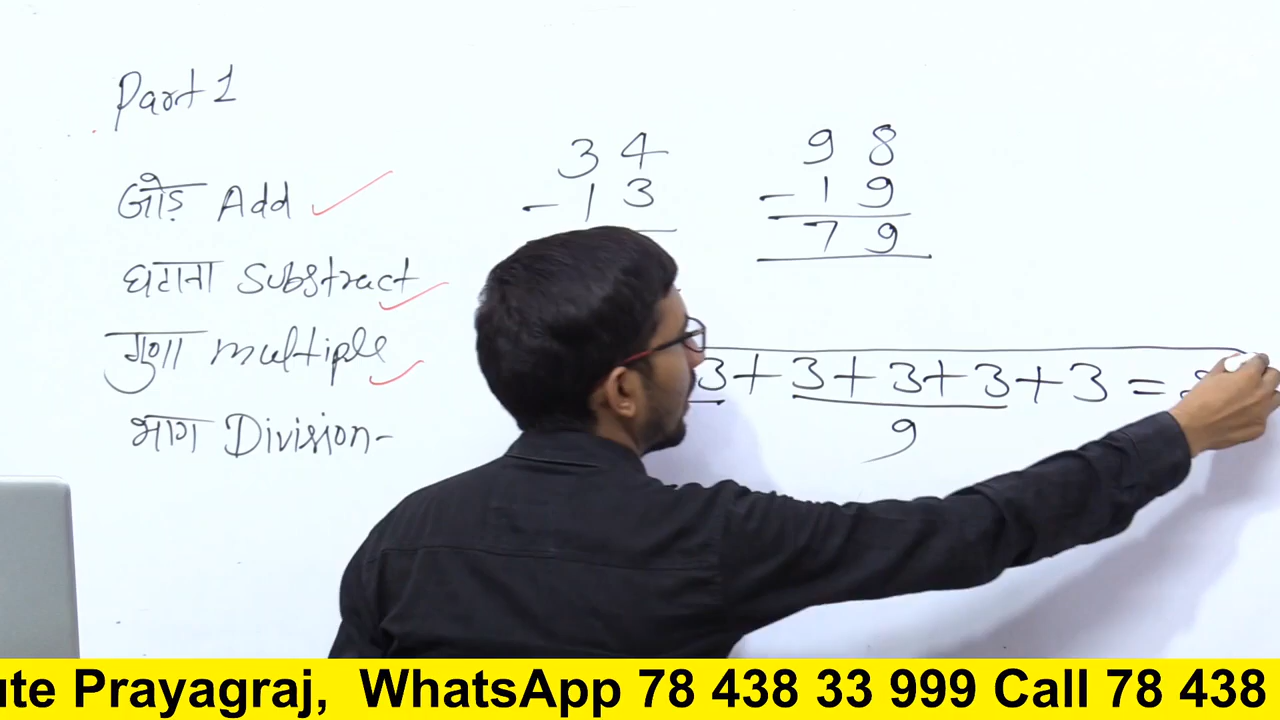 Part 1
जोड़ Add
घटाना Substract
गुणा multiple
भाग Division-
3 4
- 1 3
9 8
- 1 9
7 9
3 + 3 + 3 + 3 + 3 =
9
ute Prayagraj, WhatsApp 78 438 33 999 Call 78 438